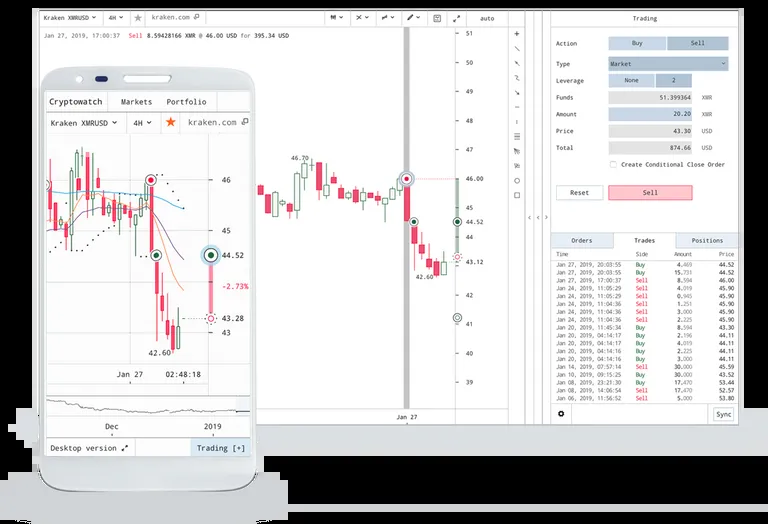 Kraken XMRUSD
4H
kraken.com
auto
Trading
Jan 27, 2019, 17:00:37 Sell 8.59428166 XMR @ 46.00 USD for 395.34 USD
Action Buy Sell
Type Market
Leverage None 2
Funds 51.399364 XMR
Amount 20.20 XMR
Price 43.30 USD
Total 874.66 USD
Create Conditional Close Order
Reset Sell
51
50
49
48
47
46.00
45
44.52
43.12
42
41
40
39
46.70
42.60
Jan 27
Orders Trades Positions
Time Side Amount Price
Jan 27, 2019, 20:03:55 Buy 4.469 44.52
Jan 27, 2019, 20:03:55 Buy 15.731 44.52
Jan 27, 2019, 17:00:37 Sell 8.594 46.00
Jan 24, 2019, 11:05:29 Sell 4.019 45.90
Jan 24, 2019, 11:05:29 Sell 0.945 45.90
Jan 24, 2019, 11:04:36 Sell 1.251 45.90
Jan 24, 2019, 11:04:36 Sell 3.000 45.90
Jan 24, 2019, 11:04:36 Sell 2.225 45.90
Jan 20, 2019, 11:45:34 Buy 8.594 43.30
Jan 20, 2019, 04:14:17 Buy 2.196 44.11
Jan 20, 2019, 04:14:17 Buy 4.019 44.11
Jan 20, 2019, 04:14:16 Buy 2.225 44.11
Jan 20, 2019, 04:14:16 Buy 3.000 44.11
Jan 14, 2019, 07:57:14 Sell 30.000 45.59
Jan 10, 2019, 09:15:25 Buy 30.000 43.52
Jan 08, 2019, 23:21:30 Buy 17.470 53.44
Jan 08, 2019, 14:06:54 Sell 17.470 52.57
Jan 06, 2019, 11:56:52 Sell 5.000 53.80
Sync
Cryptowatch Markets Portfolio
Kraken XMRUSD 4H kraken.com
46
45
44.52
-2.73%
43.28
43
42.60
Jan 27 02:48:18
Dec 2019
Desktop version Trading [+]